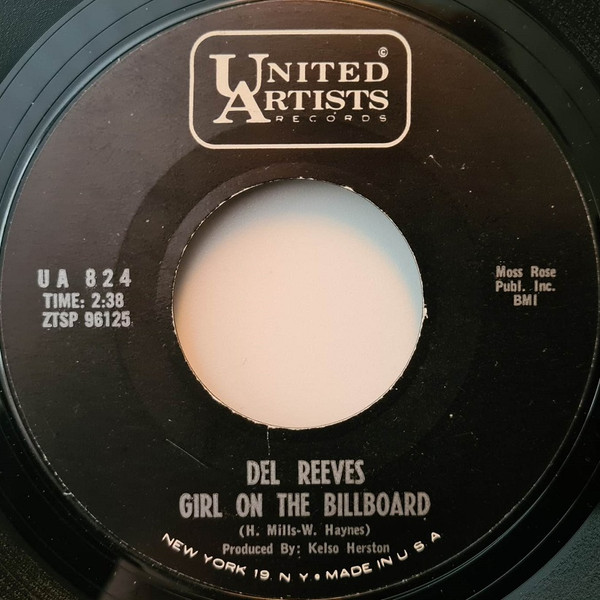 ©
UNITED
ARTISTS
RECORDS
UA 824
TIME: 2:38
ZTSP 96125
Moss Rose
Publ. Inc.
BMI
DEL REEVES
GIRL ON THE BILLBOARD
(H. Mills-W. Haynes)
Produced By: Kelso Herston
NEW YORK 19, N.Y. • MADE IN U S A